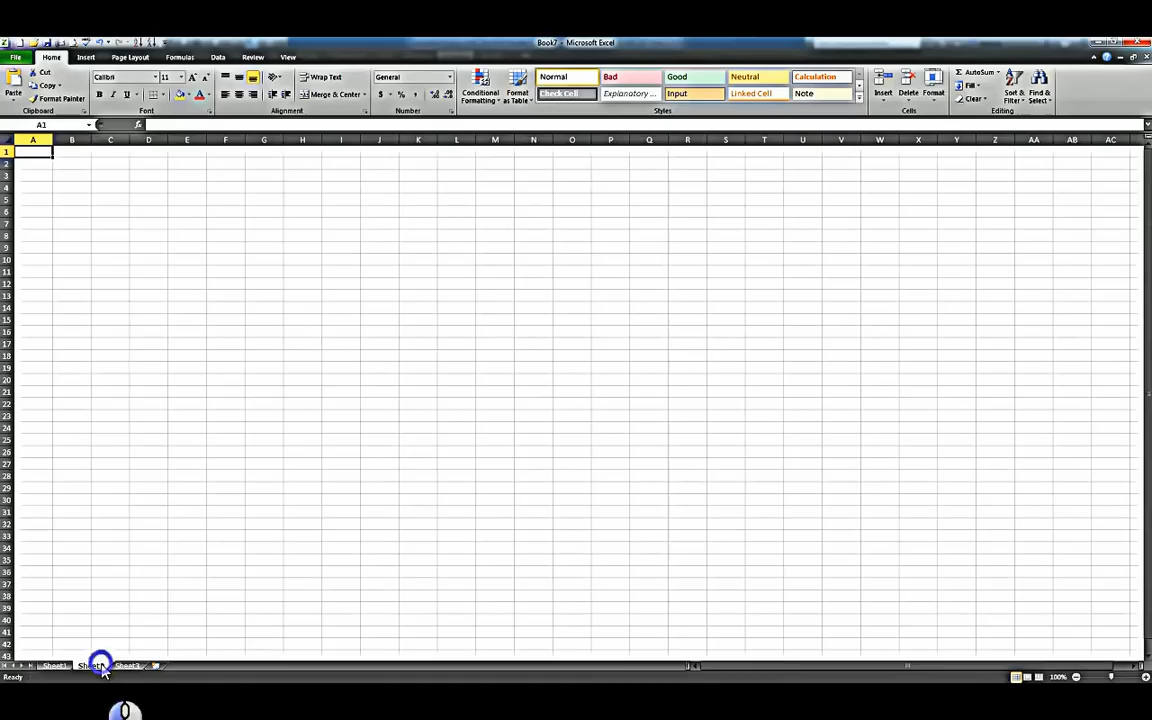 Book7 - Microsoft Excel
File Home Insert Page Layout Formulas Data Review View
Cut
Copy
Format Painter
Paste
Clipboard
Calibri 11
B I U
Font
Wrap Text
Merge & Center
Alignment
General
$ % ,
Number
Conditional Formatting
Format as Table
Normal Bad Good Neutral Calculation
Check Cell Explanatory ... Input Linked Cell Note
Styles
Insert Delete Format
Cells
Σ AutoSum
Fill
Clear
Sort & Filter
Find & Select
Editing
A1 fx
A B C D E F G H I J K L M N O P Q R S T U V W X Y Z AA AB AC
1
2
3
4
5
6
7
8
9
10
11
12
13
14
15
16
17
18
19
20
21
22
23
24
25
26
27
28
29
30
31
32
33
34
35
36
37
38
39
40
41
42
43
Sheet1 Sheet3
Ready 100%